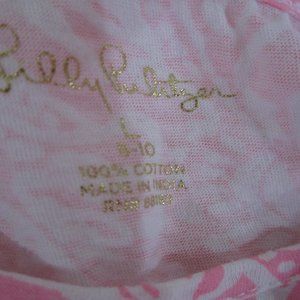 Lilly Pulitzer
L
8-10
100% COTTON
MADE IN INDIA